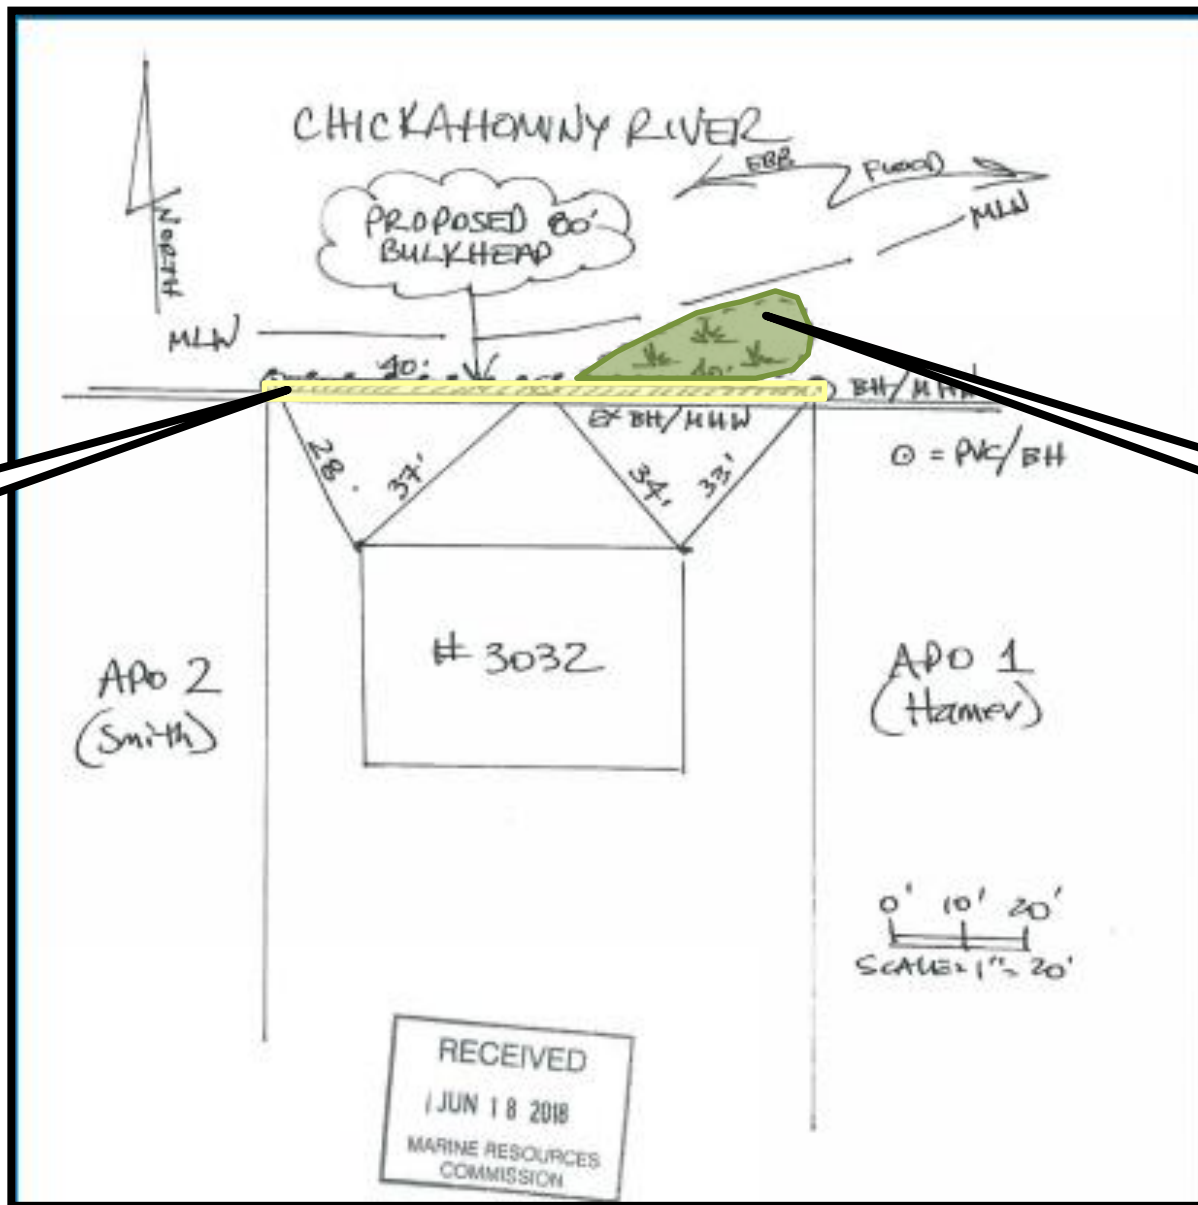 CHICKAHOMINY RIVER
EBB FLOOD
PROPOSED 80'
BULKHEAD
MLW
NORTH
MLW
40'
40'
BH/MHW
EX BH/MHW
⊙ = PVC/BH
28'
37'
34'
33'
# 3032
APO 2
(Smith)
APO 1
0' 10' 20'
SCALE: 1" = 20'
RECEIVED
JUN 18 2018
MARINE RESOURCES
COMMISSION